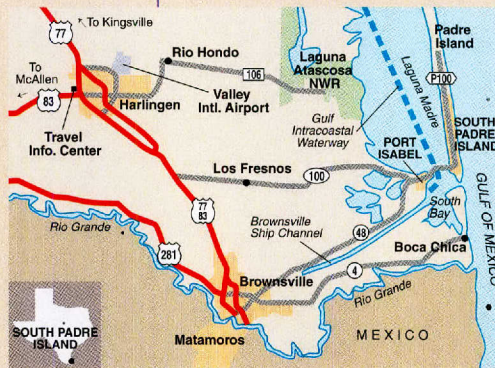 77
To Kingsville
Padre
Island
Rio Hondo
To
McAllen
106
Laguna
Atascosa
NWR
P100
Laguna Madre
83
Harlingen
Valley
Intl. Airport
Gulf
Intracoastal
Waterway
Travel
Info. Center
PORT
ISABEL
SOUTH
PADRE
ISLAND
Los Fresnos
100
77
83
South
Bay
GULF OF MEXICO
Rio Grande
Brownsville
Ship Channel
48
281
Boca Chica
4
Brownsville
Rio Grande
SOUTH PADRE
ISLAND
Matamoros
MEXICO